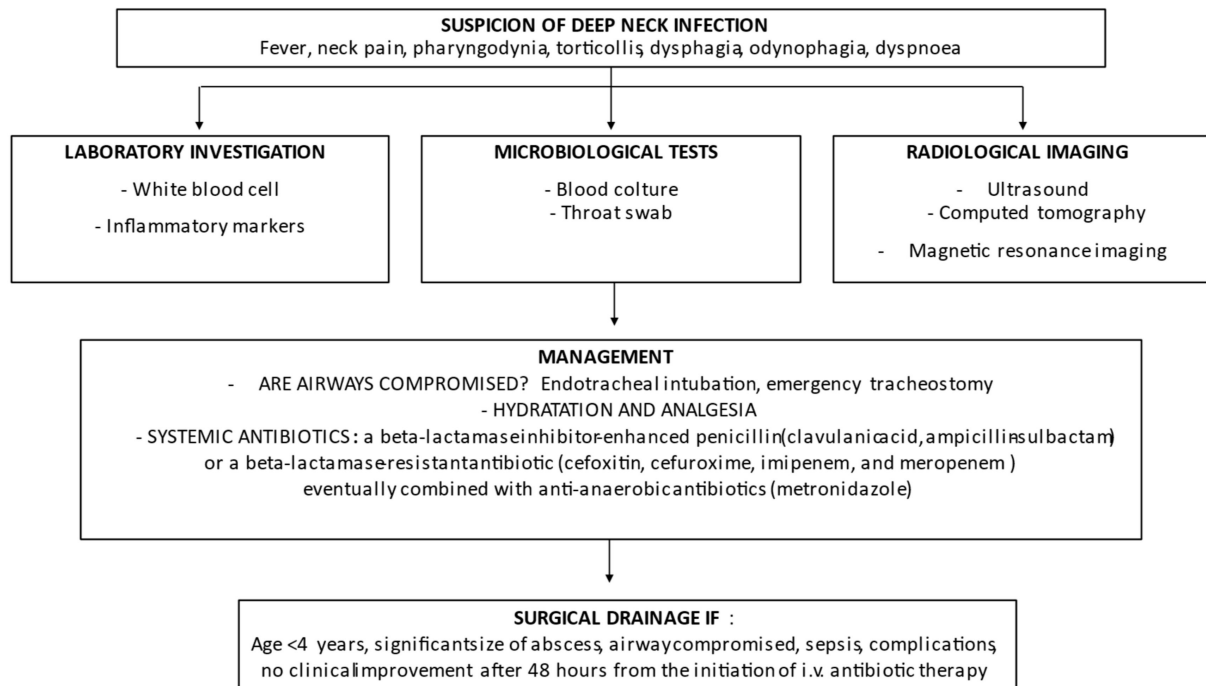 SUSPICION OF DEEP NECK INFECTION
Fever, neck pain, pharyngodynia, torticollis, dysphagia, odynophagia, dyspnoea
LABORATORY INVESTIGATION
- White blood cell
- Inflammatory markers
MICROBIOLOGICAL TESTS
- Blood colture
- Throat swab
RADIOLOGICAL IMAGING
- Ultrasound
- Computed tomography
- Magnetic resonance imaging
MANAGEMENT
- ARE AIRWAYS COMPROMISED? Endotracheal intubation, emergency tracheostomy
- HYDRATATION AND ANALGESIA
- SYSTEMIC ANTIBIOTICS: a beta-lactamase inhibitor-enhanced penicillin (clavulanic acid, ampicillin-sulbactam)
or a beta-lactamase-resistant antibiotic (cefoxitin, cefuroxime, imipenem, and meropenem )
eventually combined with anti-anaerobic antibiotics (metronidazole)
SURGICAL DRAINAGE IF :
Age <4 years, significant size of abscess, airway compromised, sepsis, complications,
no clinical improvement after 48 hours from the initiation of i.v. antibiotic therapy